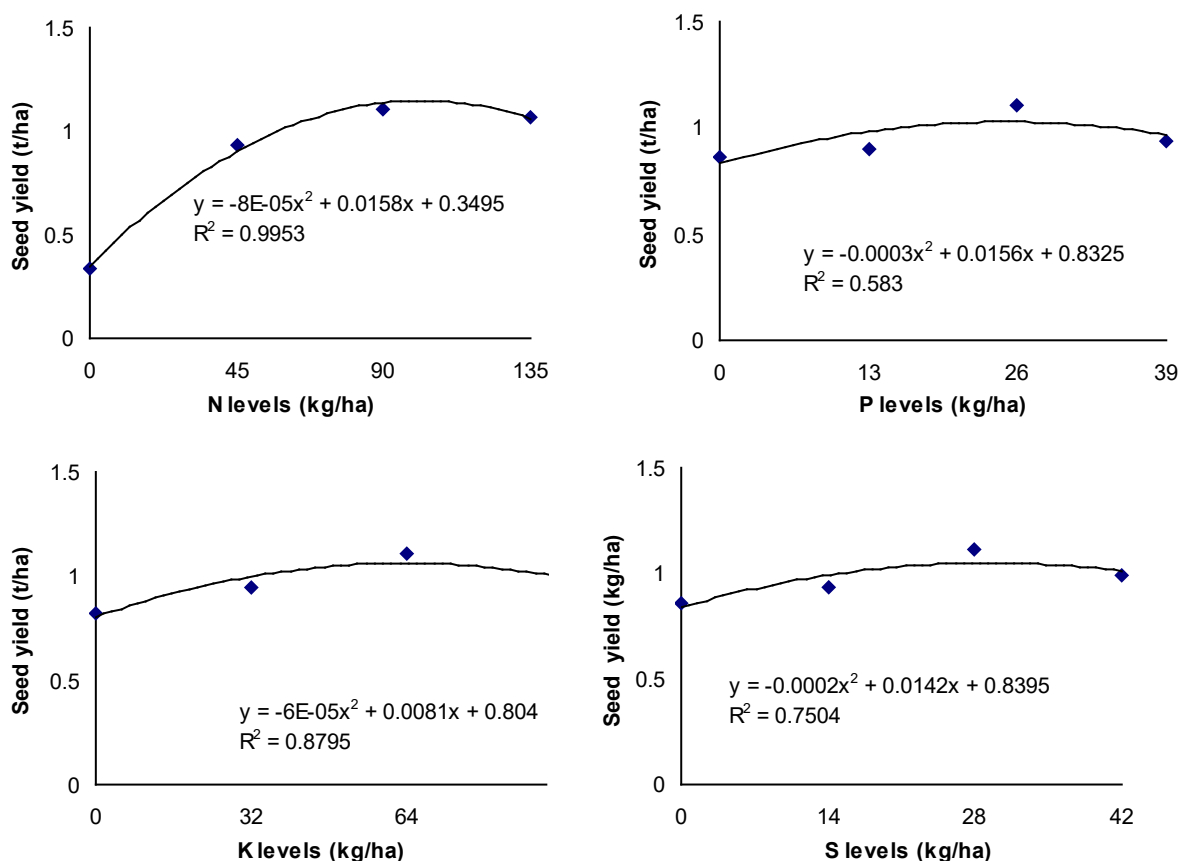 1.5
1
0.5
0
Seed yield (t/ha)
y = -8E-05x² + 0.0158x + 0.3495
R² = 0.9953
0 45 90 135
N levels (kg/ha)
1.5
1
0.5
0
Seed yield (t/ha)
y = -0.0003x² + 0.0156x + 0.8325
R² = 0.583
0 13 26 39
P levels (kg/ha)
1.5
1
0.5
0
Seed yield (t/ha)
y = -6E-05x² + 0.0081x + 0.804
R² = 0.8795
0 32 64
K levels (kg/ha)
1.5
1
0.5
0
Seed yield (kg/ha)
y = -0.0002x² + 0.0142x + 0.8395
R² = 0.7504
0 14 28 42
S levels (kg/ha)